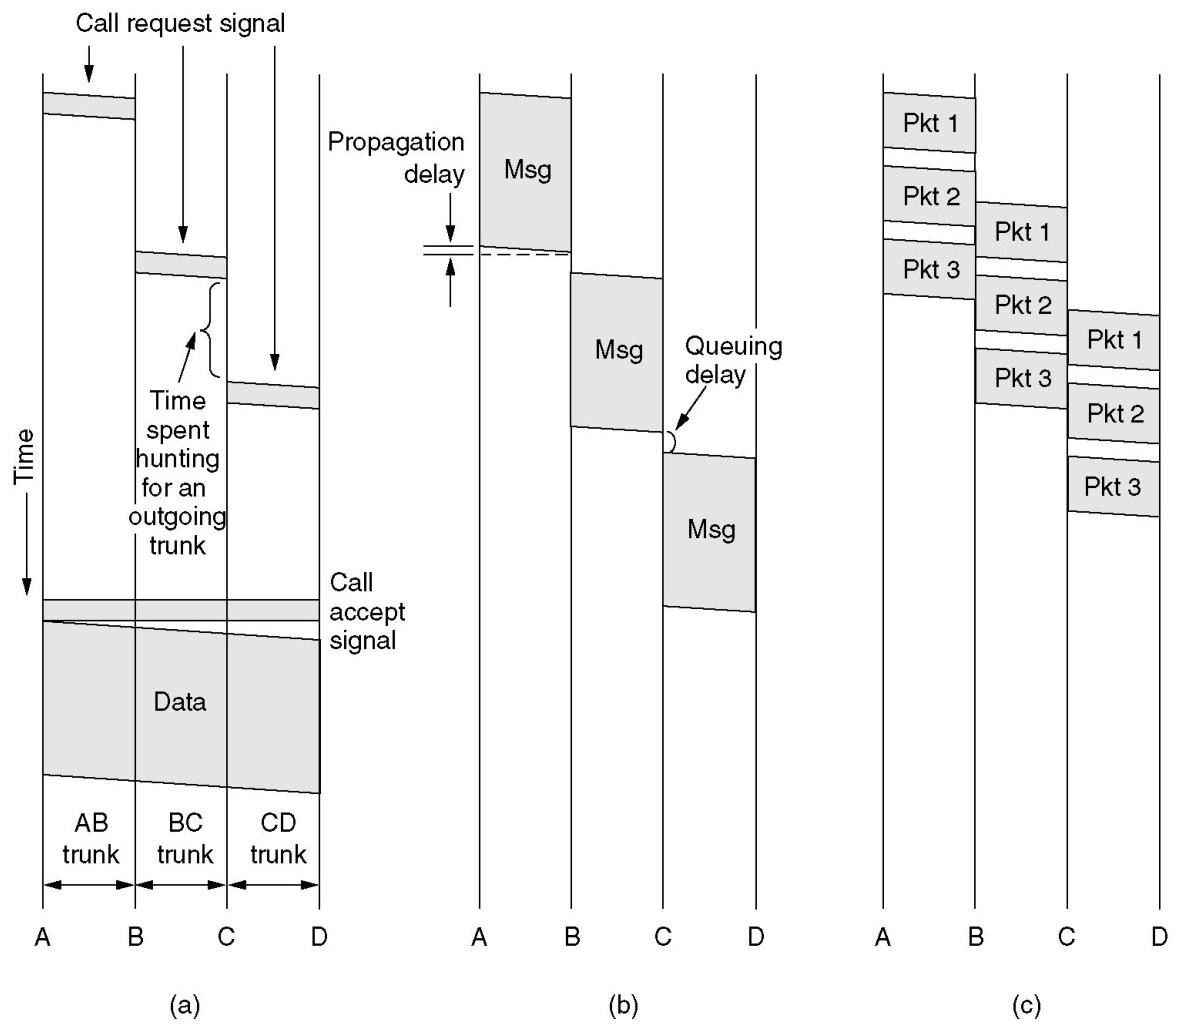 Call request signal
Time
Time
spent
hunting
for an
outgoing
trunk
Call
accept
signal
Data
AB
trunk
BC
trunk
CD
trunk
A
B
C
D
(a)
Propagation
delay
Msg
Msg
Queuing
delay
Msg
A
B
C
D
(b)
Pkt 1
Pkt 2
Pkt 3
Pkt 1
Pkt 2
Pkt 3
Pkt 1
Pkt 2
Pkt 3
A
B
C
D
(c)